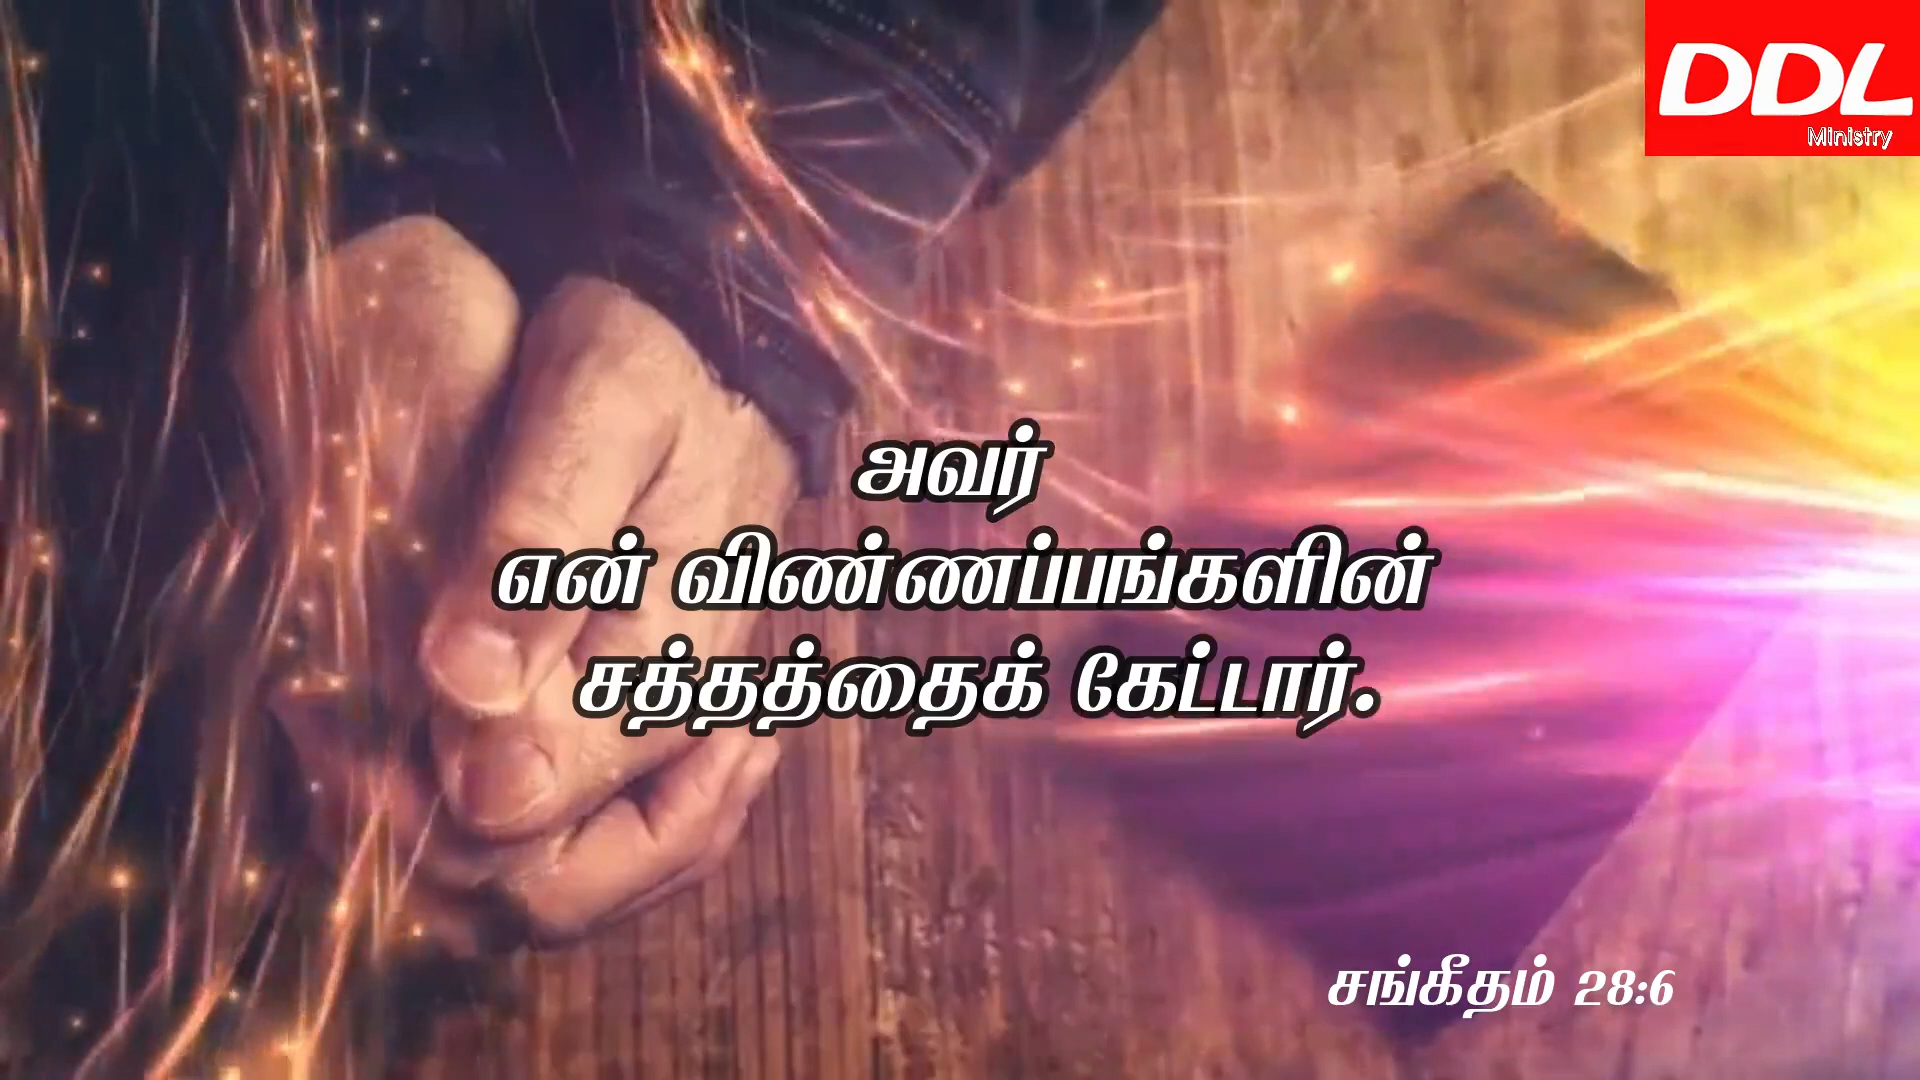 DDL
Ministry
அவர்
என் விண்ணப்பங்களின்
சத்தத்தைக் கேட்டார்.
சங்கீதம் 28:6